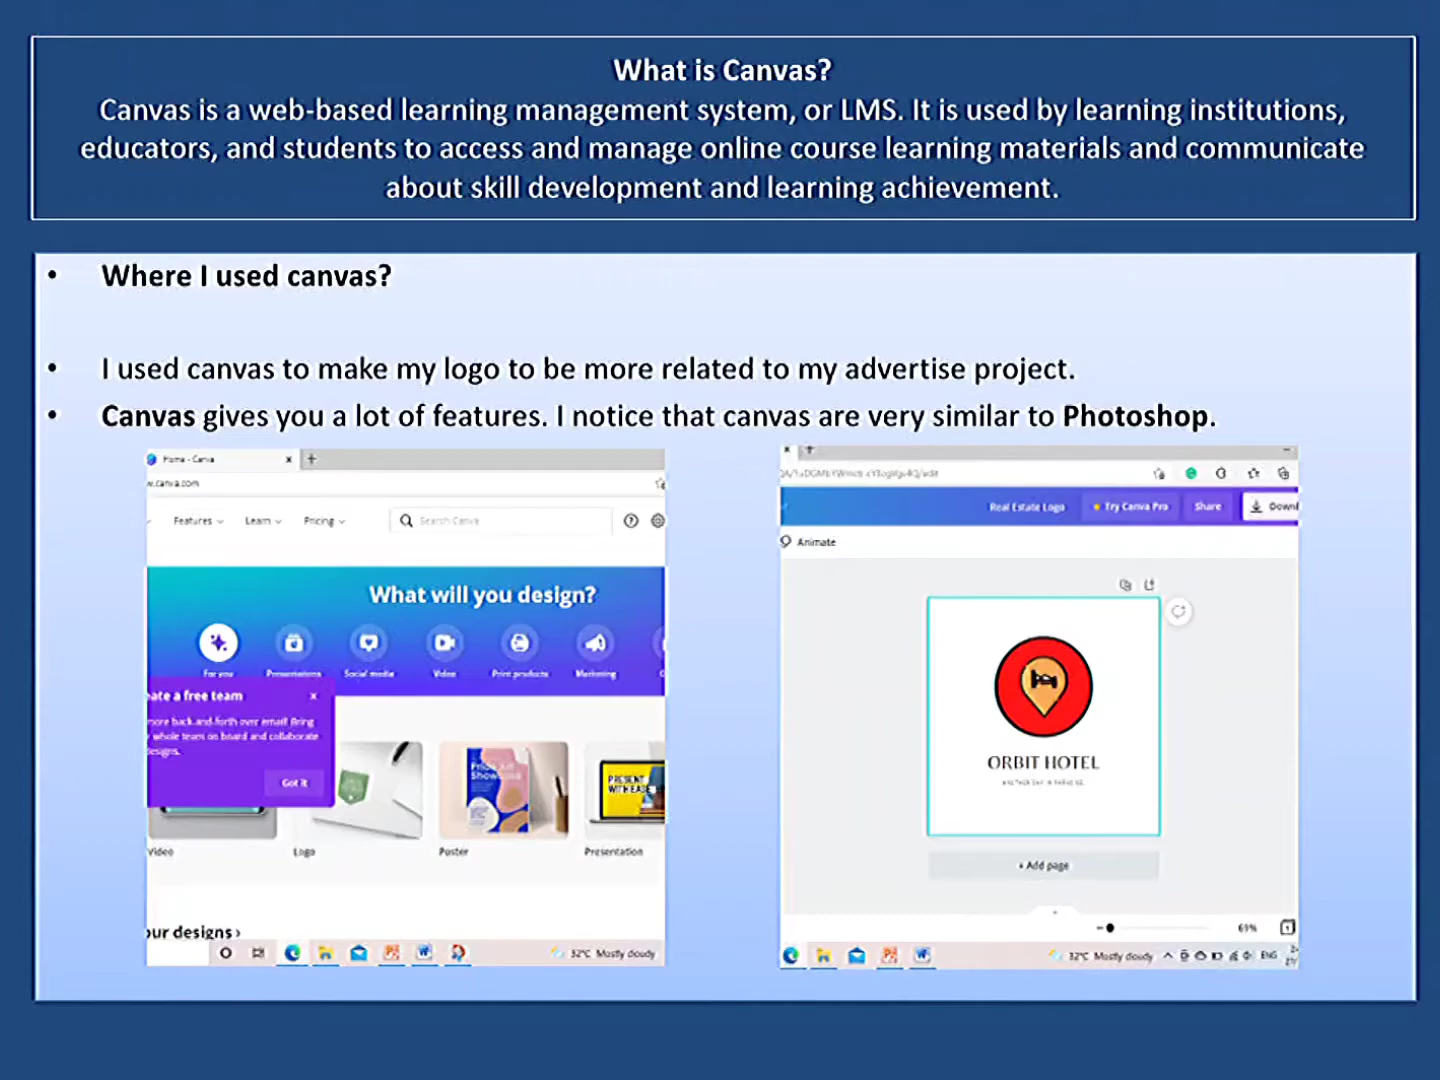 What is Canvas?
Canvas is a web-based learning management system, or LMS. It is used by learning institutions,
educators, and students to access and manage online course learning materials and communicate
about skill development and learning achievement.
• Where I used canvas?
• I used canvas to make my logo to be more related to my advertise project.
• Canvas gives you a lot of features. I notice that canvas are very similar to Photoshop.
Home - Canva
w.canva.com
Features Learn Pricing Search Canva
What will you design?
For you Presentations Social media Video Print products Marketing
eate a free team
more back-and-forth over email! Bring
whole team on board and collaborate
designs.
Got it
PRESENT
WITH EASE
Video Logo Poster Presentation
our designs ›
32°C Mostly cloudy
Real Estate Logo Try Canva Pro Share Downl
Animate
ORBIT HOTEL
+ Add page
32°C Mostly cloudy ENG